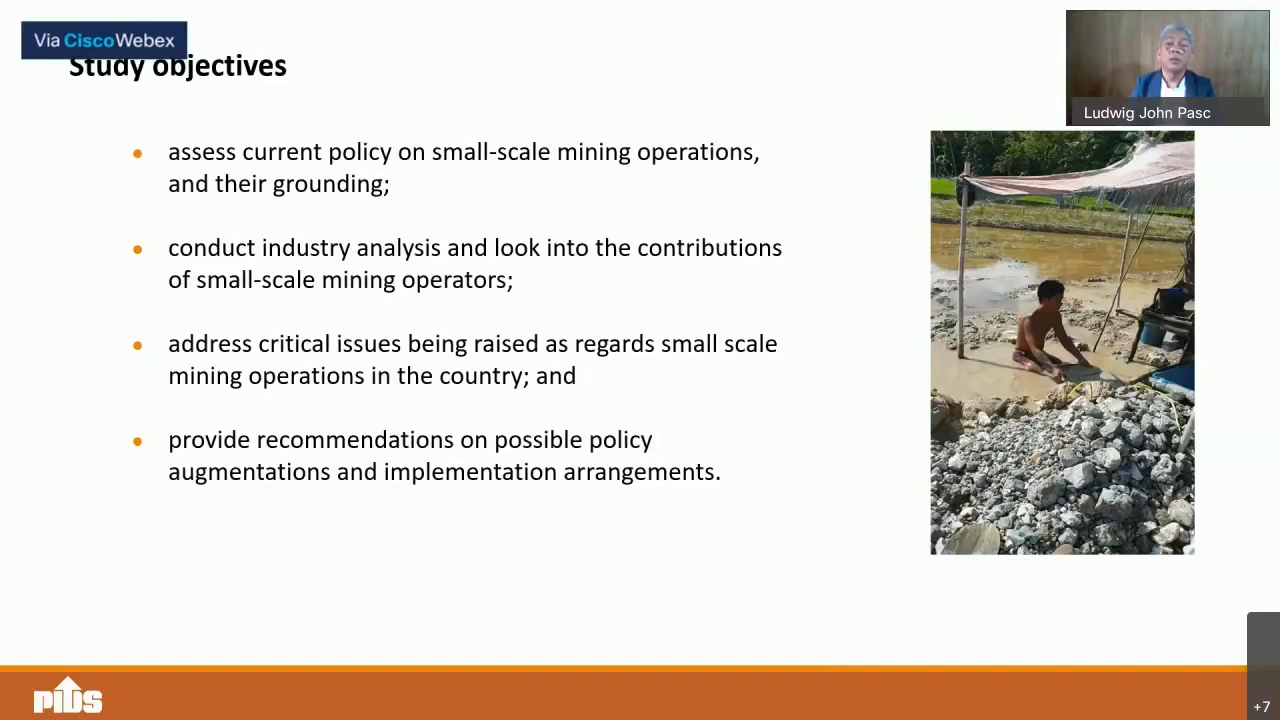 Via CiscoWebex
Study objectives
Ludwig John Pasc
• assess current policy on small-scale mining operations,
and their grounding;
• conduct industry analysis and look into the contributions
of small-scale mining operators;
• address critical issues being raised as regards small scale
mining operations in the country; and
• provide recommendations on possible policy
augmentations and implementation arrangements.
PIDS
+7